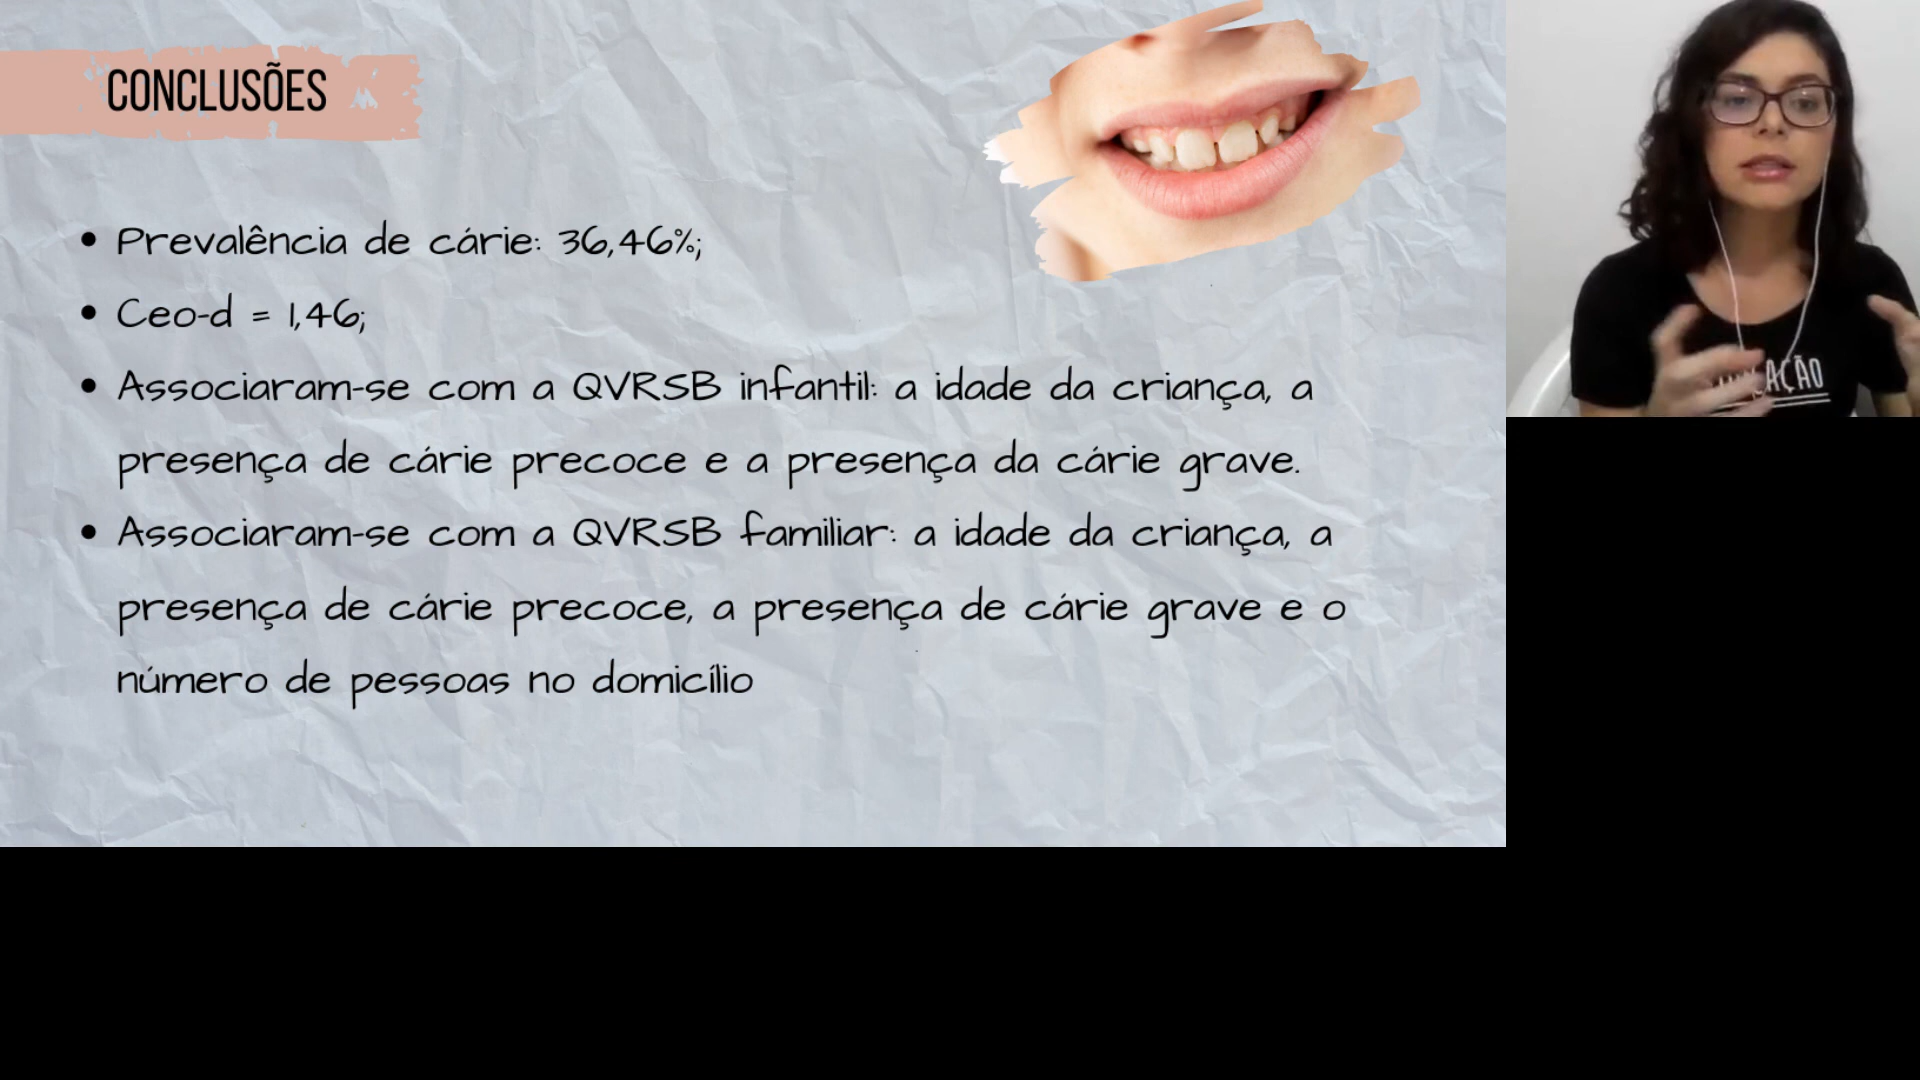 CONCLUSÕES
• Prevalência de cárie: 36,46%;
• Ceo-d = 1,46;
• Associaram-se com a QVRSB infantil: a idade da criança, a
presença de cárie precoce e a presença da cárie grave.
• Associaram-se com a QVRSB familiar: a idade da criança, a
presença de cárie precoce, a presença de cárie grave e o
número de pessoas no domicílio